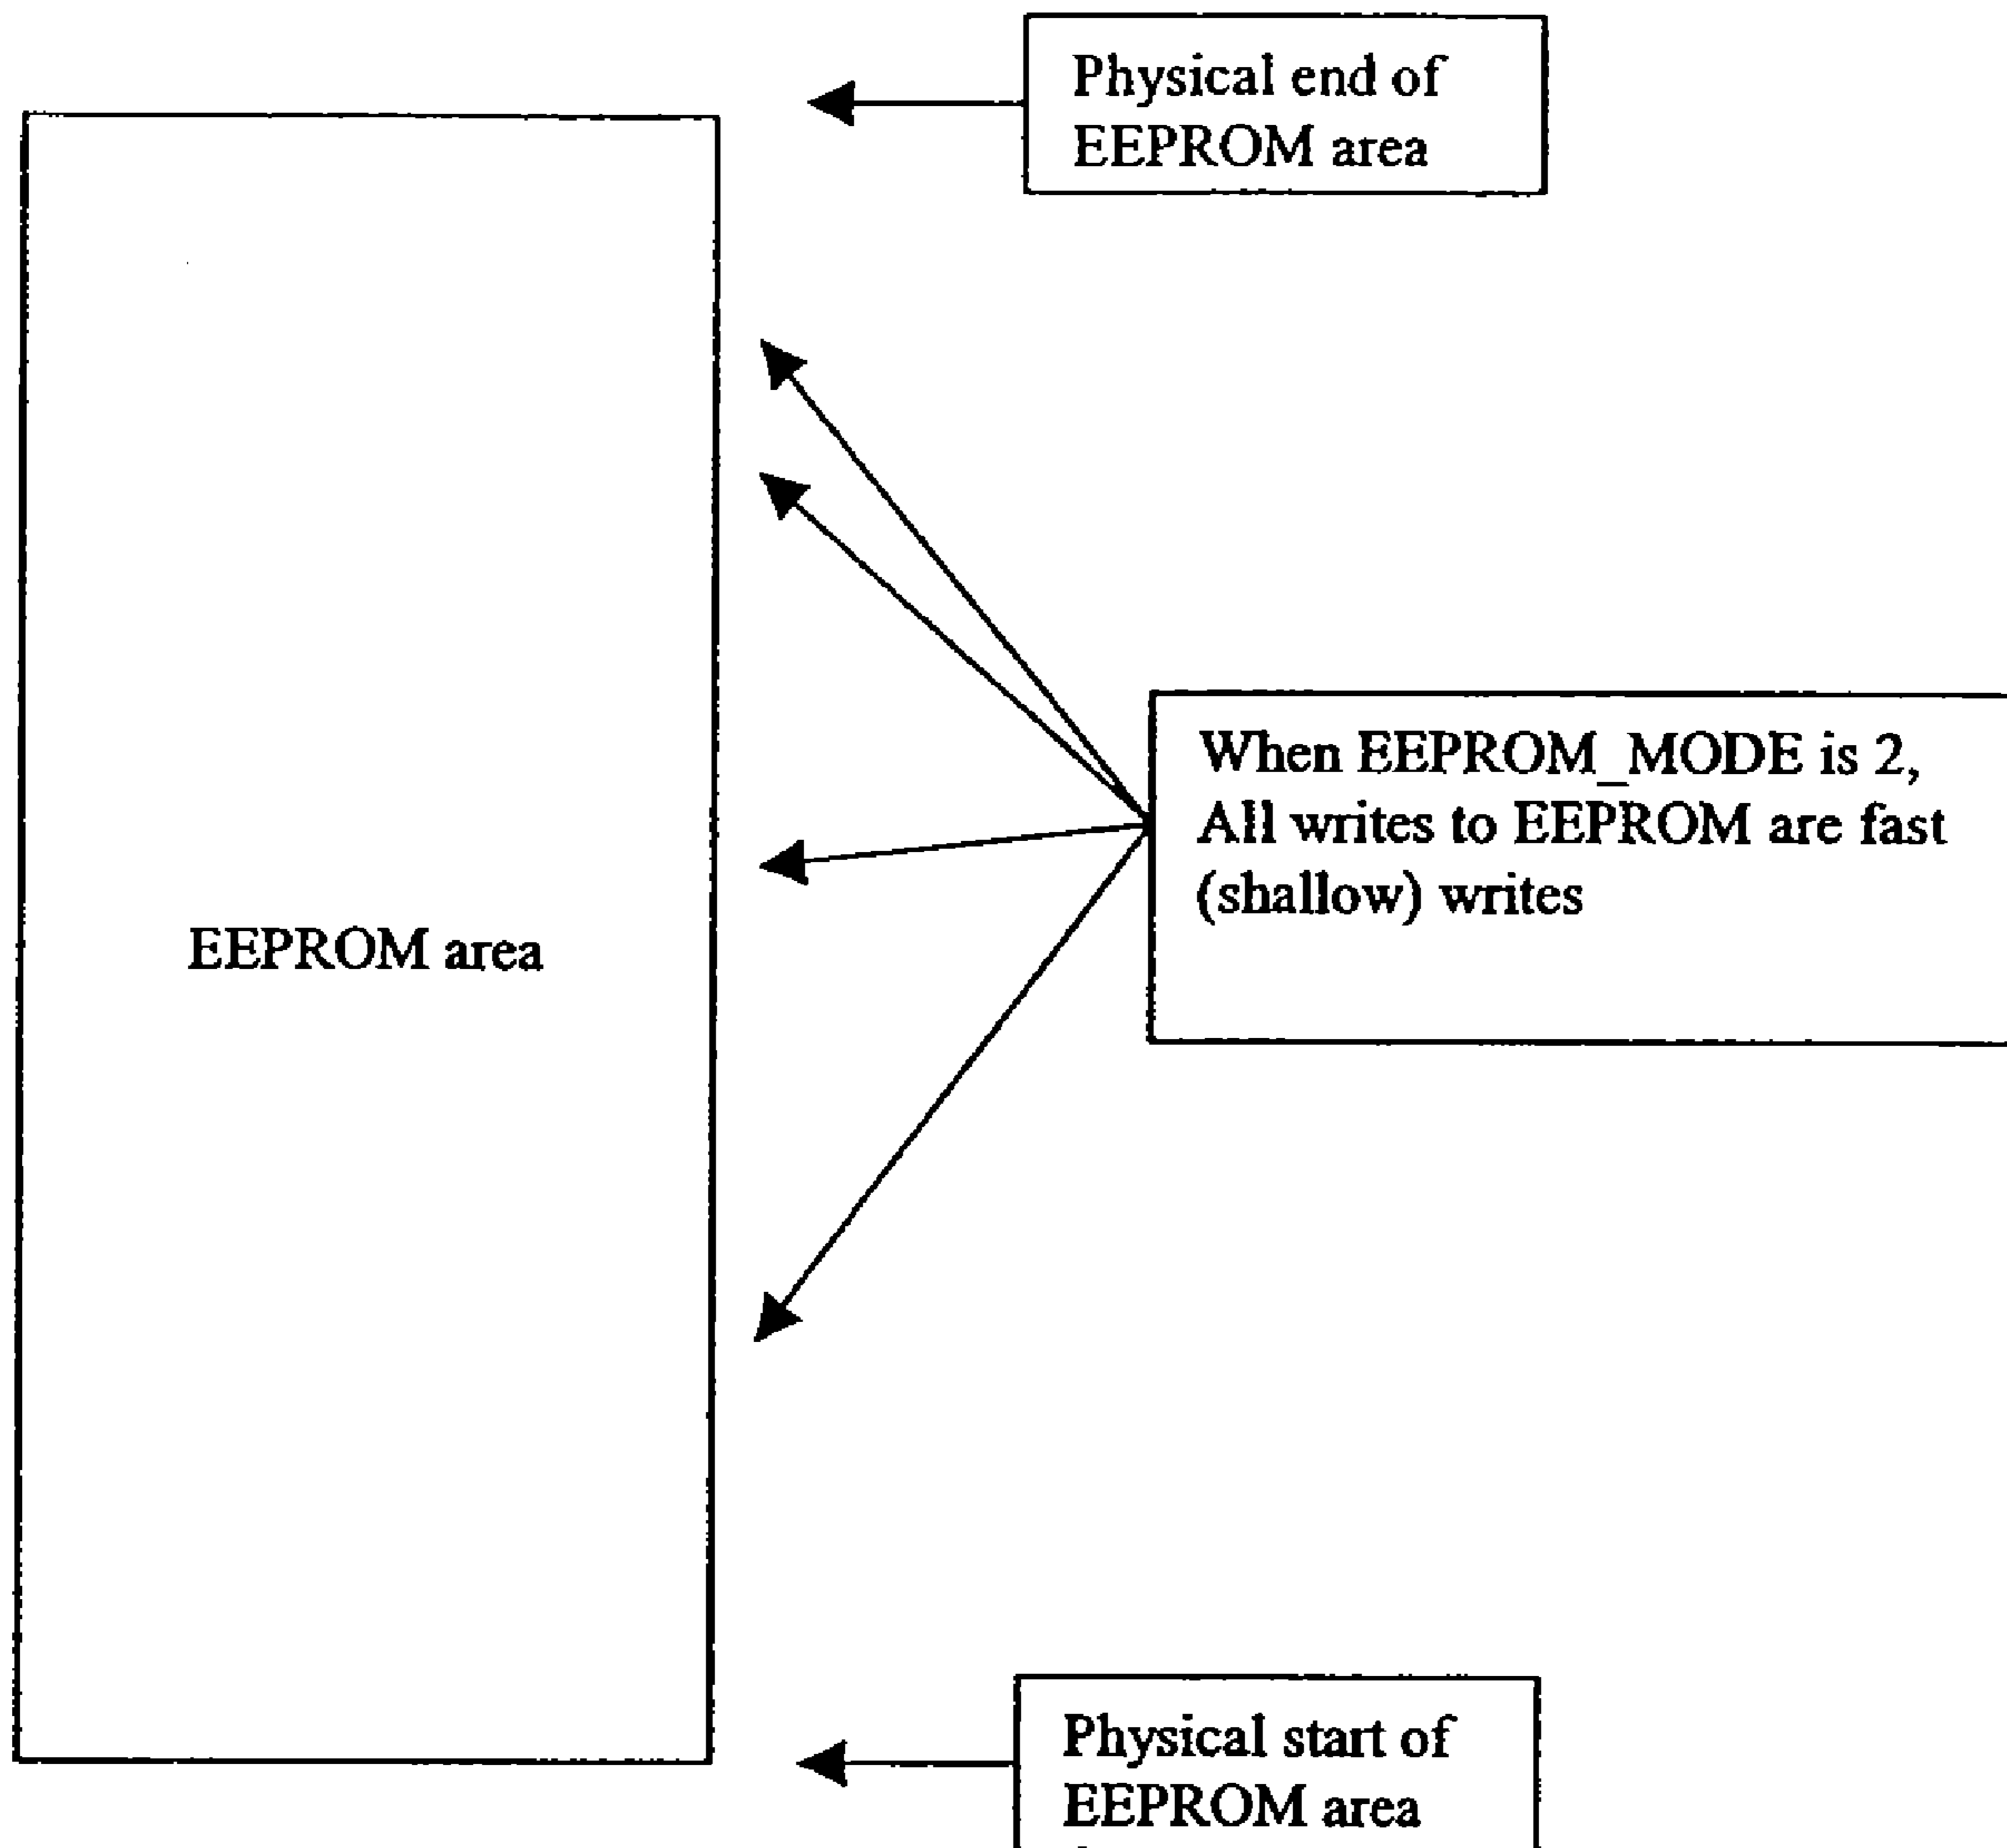 Physical end of
EEPROM area
When EEPROM_MODE is 2,
All writes to EEPROM are fast
(shallow) writes
EEPROM area
Physical start of
EEPROM area